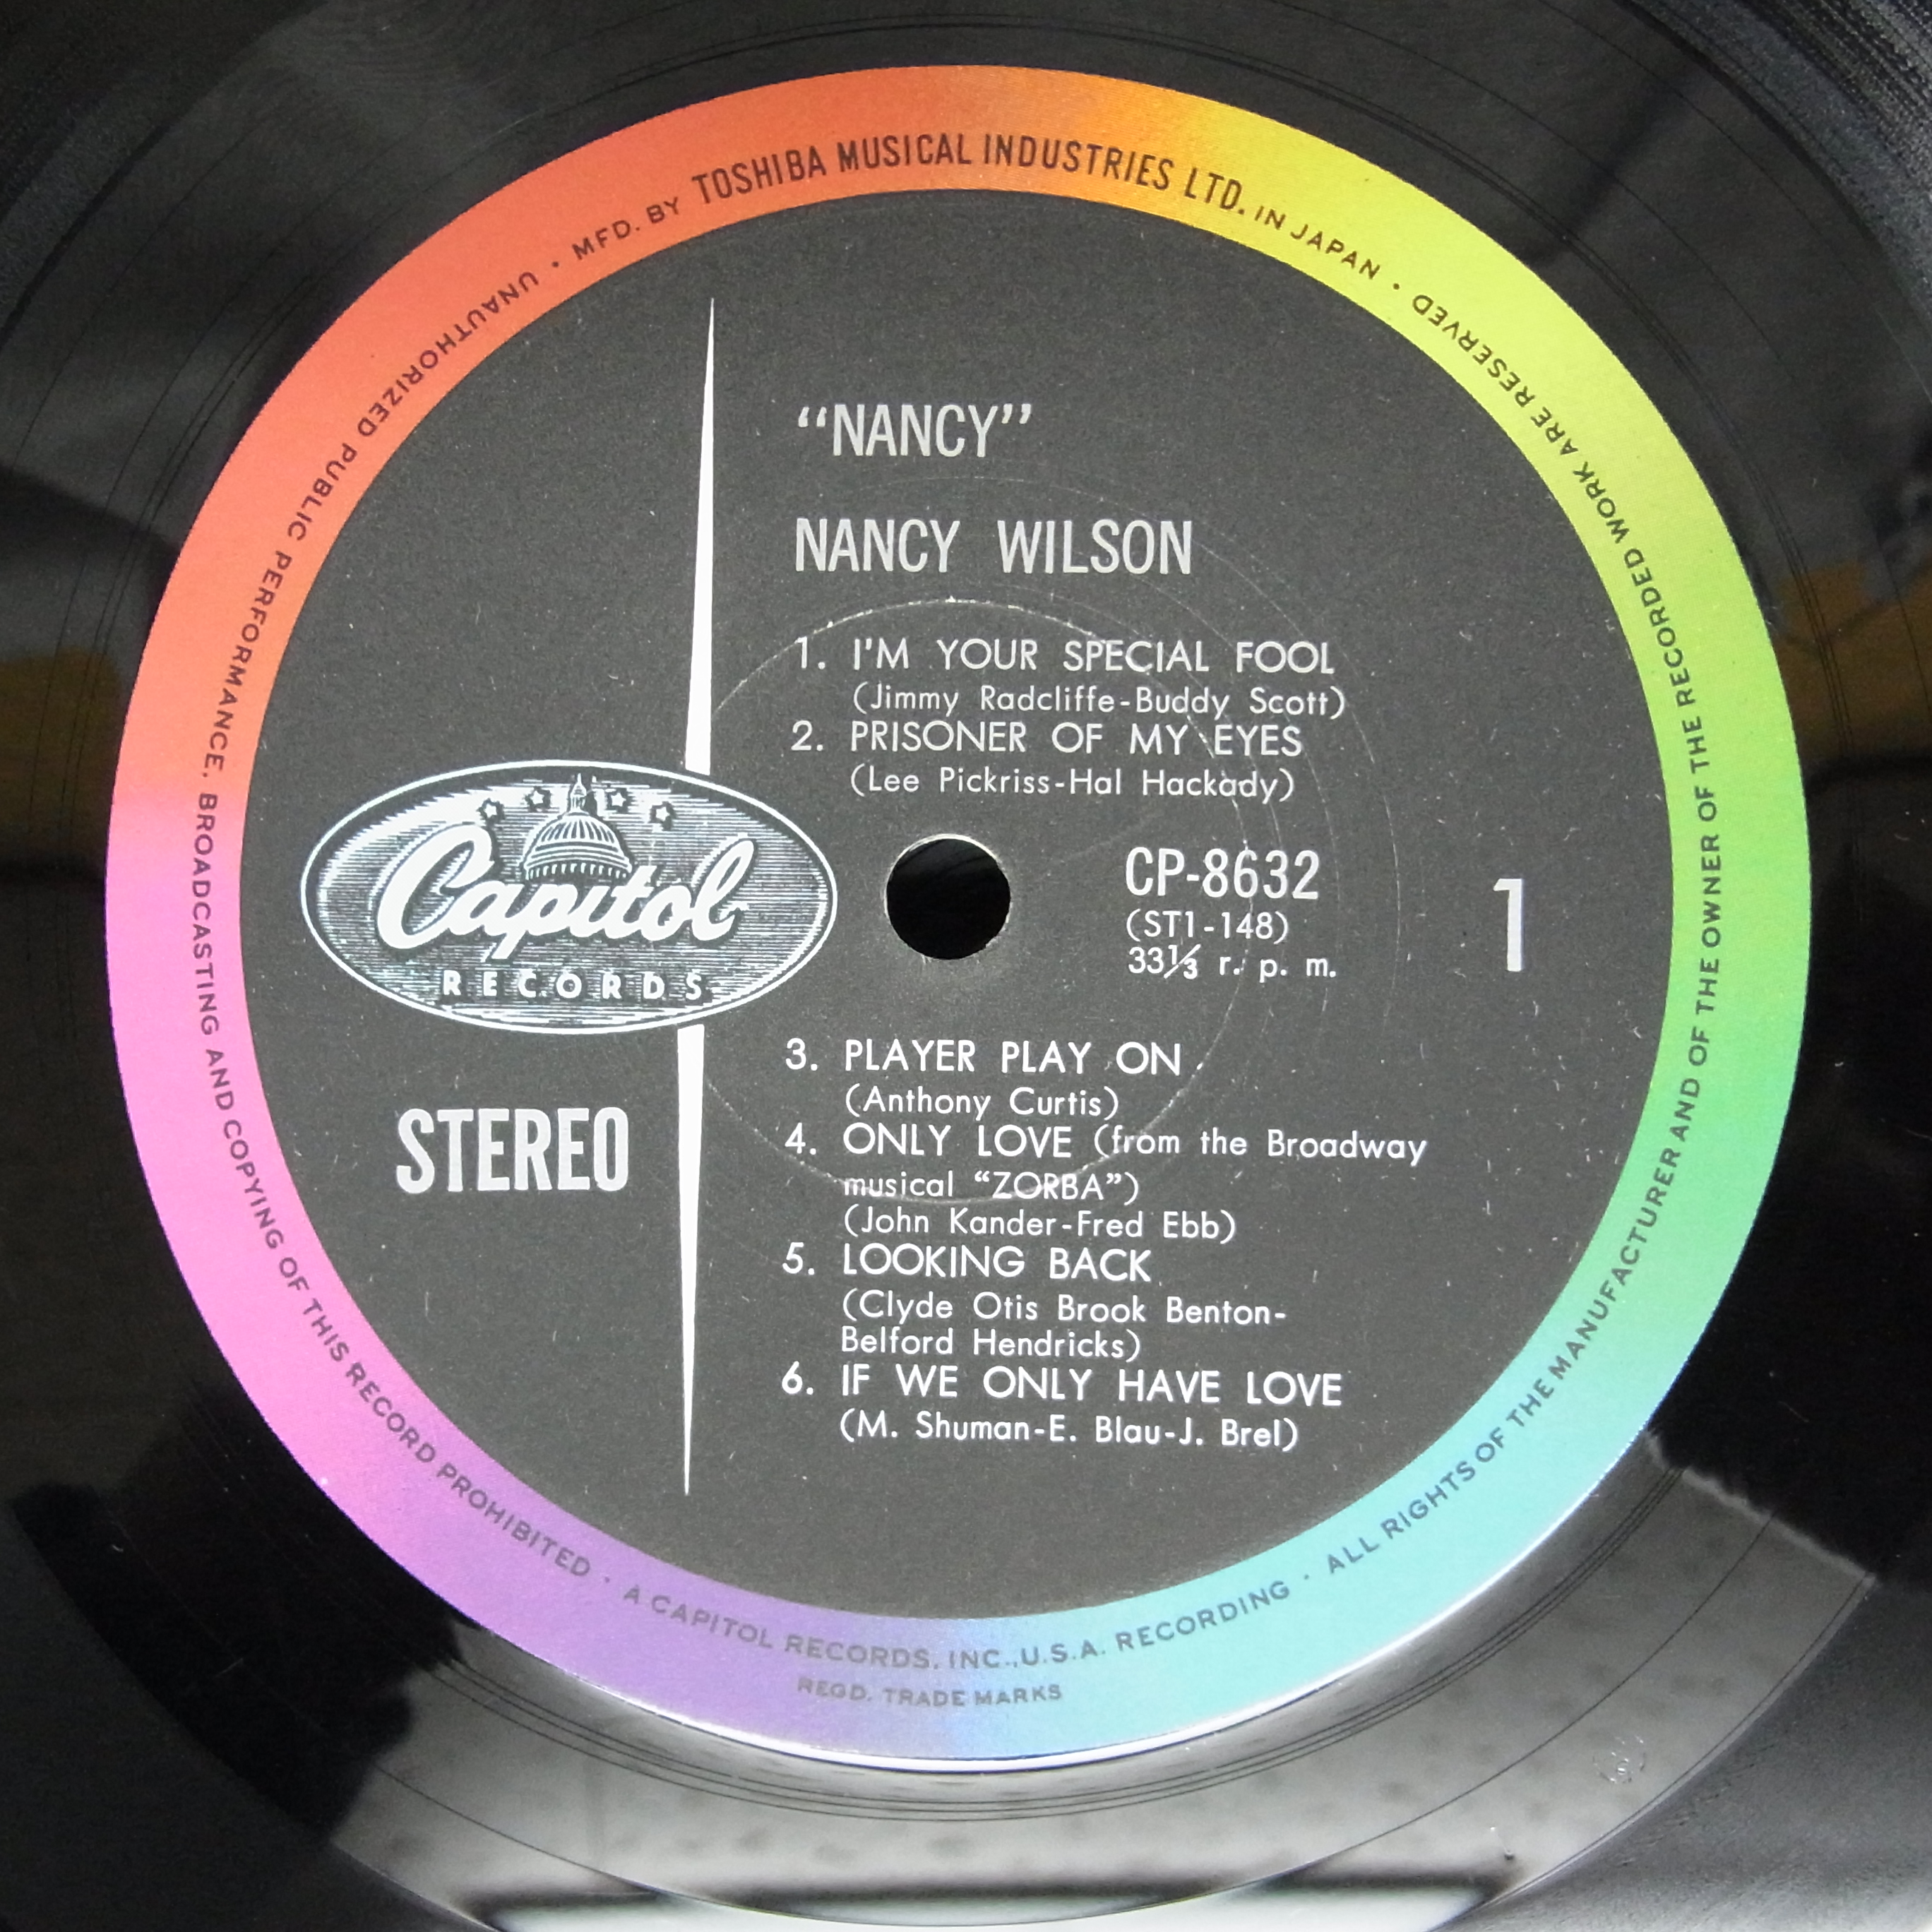 MFD. BY TOSHIBA MUSICAL INDUSTRIES LTD. IN JAPAN ·
ALL RIGHTS OF THE MANUFACTURER AND OF THE OWNER OF THE RECORDED WORK ARE RESERVED ·
UNAUTHORIZED PUBLIC PERFORMANCE, BROADCASTING AND COPYING OF THIS RECORD PROHIBITED ·
A CAPITOL RECORDS, INC., U.S.A. RECORDING ·
REGD. TRADE MARKS
“NANCY”
NANCY WILSON
1. I'M YOUR SPECIAL FOOL
(Jimmy Radcliffe-Buddy Scott)
2. PRISONER OF MY EYES
(Lee Pickriss-Hal Hackady)
Capitol
RECORDS
STEREO
CP-8632
(ST1-148)
33⅓ r. p. m.
1
3. PLAYER PLAY ON
(Anthony Curtis)
4. ONLY LOVE (from the Broadway
musical “ZORBA”)
(John Kander-Fred Ebb)
5. LOOKING BACK
(Clyde Otis Brook Benton-
Belford Hendricks)
6. IF WE ONLY HAVE LOVE
(M. Shuman-E. Blau-J. Brel)